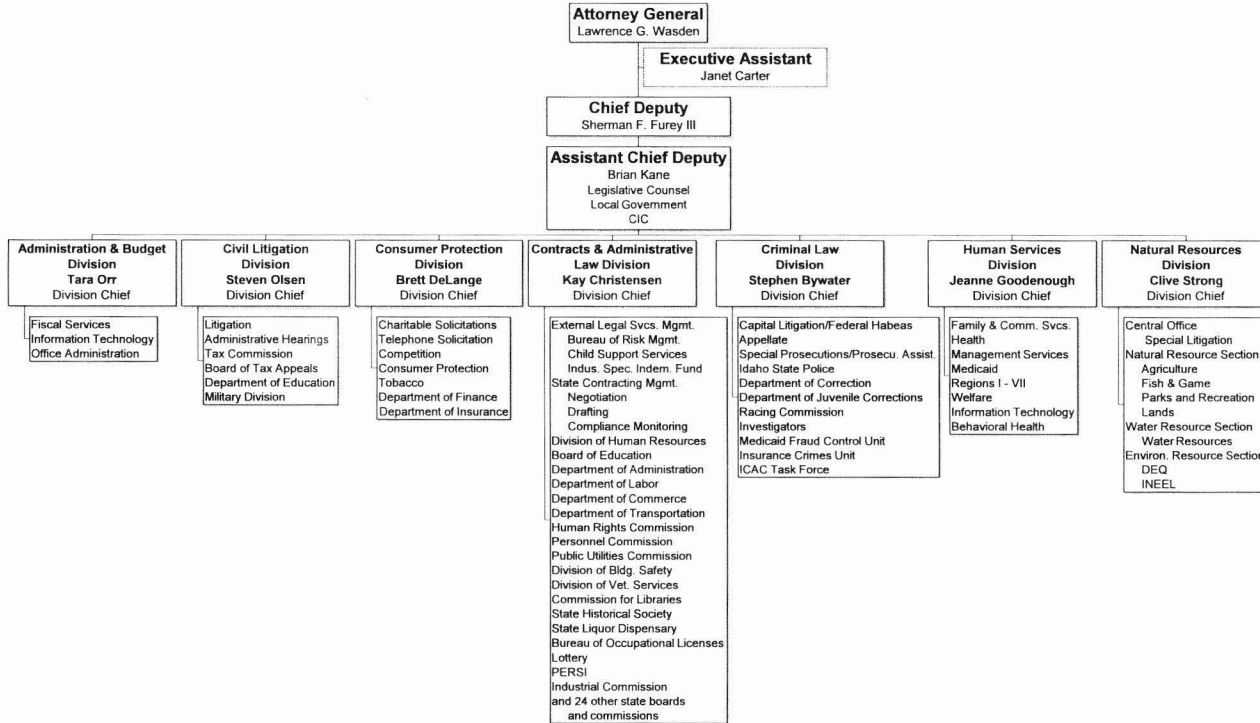 Attorney General
Lawrence G. Wasden
Executive Assistant
Janet Carter
Chief Deputy
Sherman F. Furey III
Assistant Chief Deputy
Brian Kane
Legislative Counsel
Local Government
CIC
Administration & Budget
Division
Tara Orr
Division Chief
Fiscal Services
Information Technology
Office Administration
Civil Litigation
Division
Steven Olsen
Division Chief
Litigation
Administrative Hearings
Tax Commission
Board of Tax Appeals
Department of Education
Military Division
Consumer Protection
Division
Brett DeLange
Division Chief
Charitable Solicitations
Telephone Solicitation
Competition
Consumer Protection
Tobacco
Department of Finance
Department of Insurance
Contracts & Administrative
Law Division
Kay Christensen
Division Chief
External Legal Svcs. Mgmt.
Bureau of Risk Mgmt.
Child Support Services
Indus. Spec. Indem. Fund
State Contracting Mgmt.
Negotiation
Drafting
Compliance Monitoring
Division of Human Resources
Board of Education
Department of Administration
Department of Labor
Department of Commerce
Department of Transportation
Human Rights Commission
Personnel Commission
Public Utilities Commission
Division of Bldg. Safety
Division of Vet. Services
Commission for Libraries
State Historical Society
State Liquor Dispensary
Bureau of Occupational Licenses
Lottery
PERSI
Industrial Commission
and 24 other state boards
and commissions
Criminal Law
Division
Stephen Bywater
Division Chief
Capital Litigation/Federal Habeas
Appellate
Special Prosecutions/Prosecu. Assist.
Idaho State Police
Department of Correction
Department of Juvenile Corrections
Racing Commission
Investigators
Medicaid Fraud Control Unit
Insurance Crimes Unit
ICAC Task Force
Human Services
Division
Jeanne Goodenough
Division Chief
Family & Comm. Svcs.
Health
Management Services
Medicaid
Regions I - VII
Welfare
Information Technology
Behavioral Health
Natural Resources
Division
Clive Strong
Division Chief
Central Office
Special Litigation
Natural Resource Section
Agriculture
Fish & Game
Parks and Recreation
Lands
Water Resource Section
Water Resources
Environ. Resource Section
DEQ
INEEL